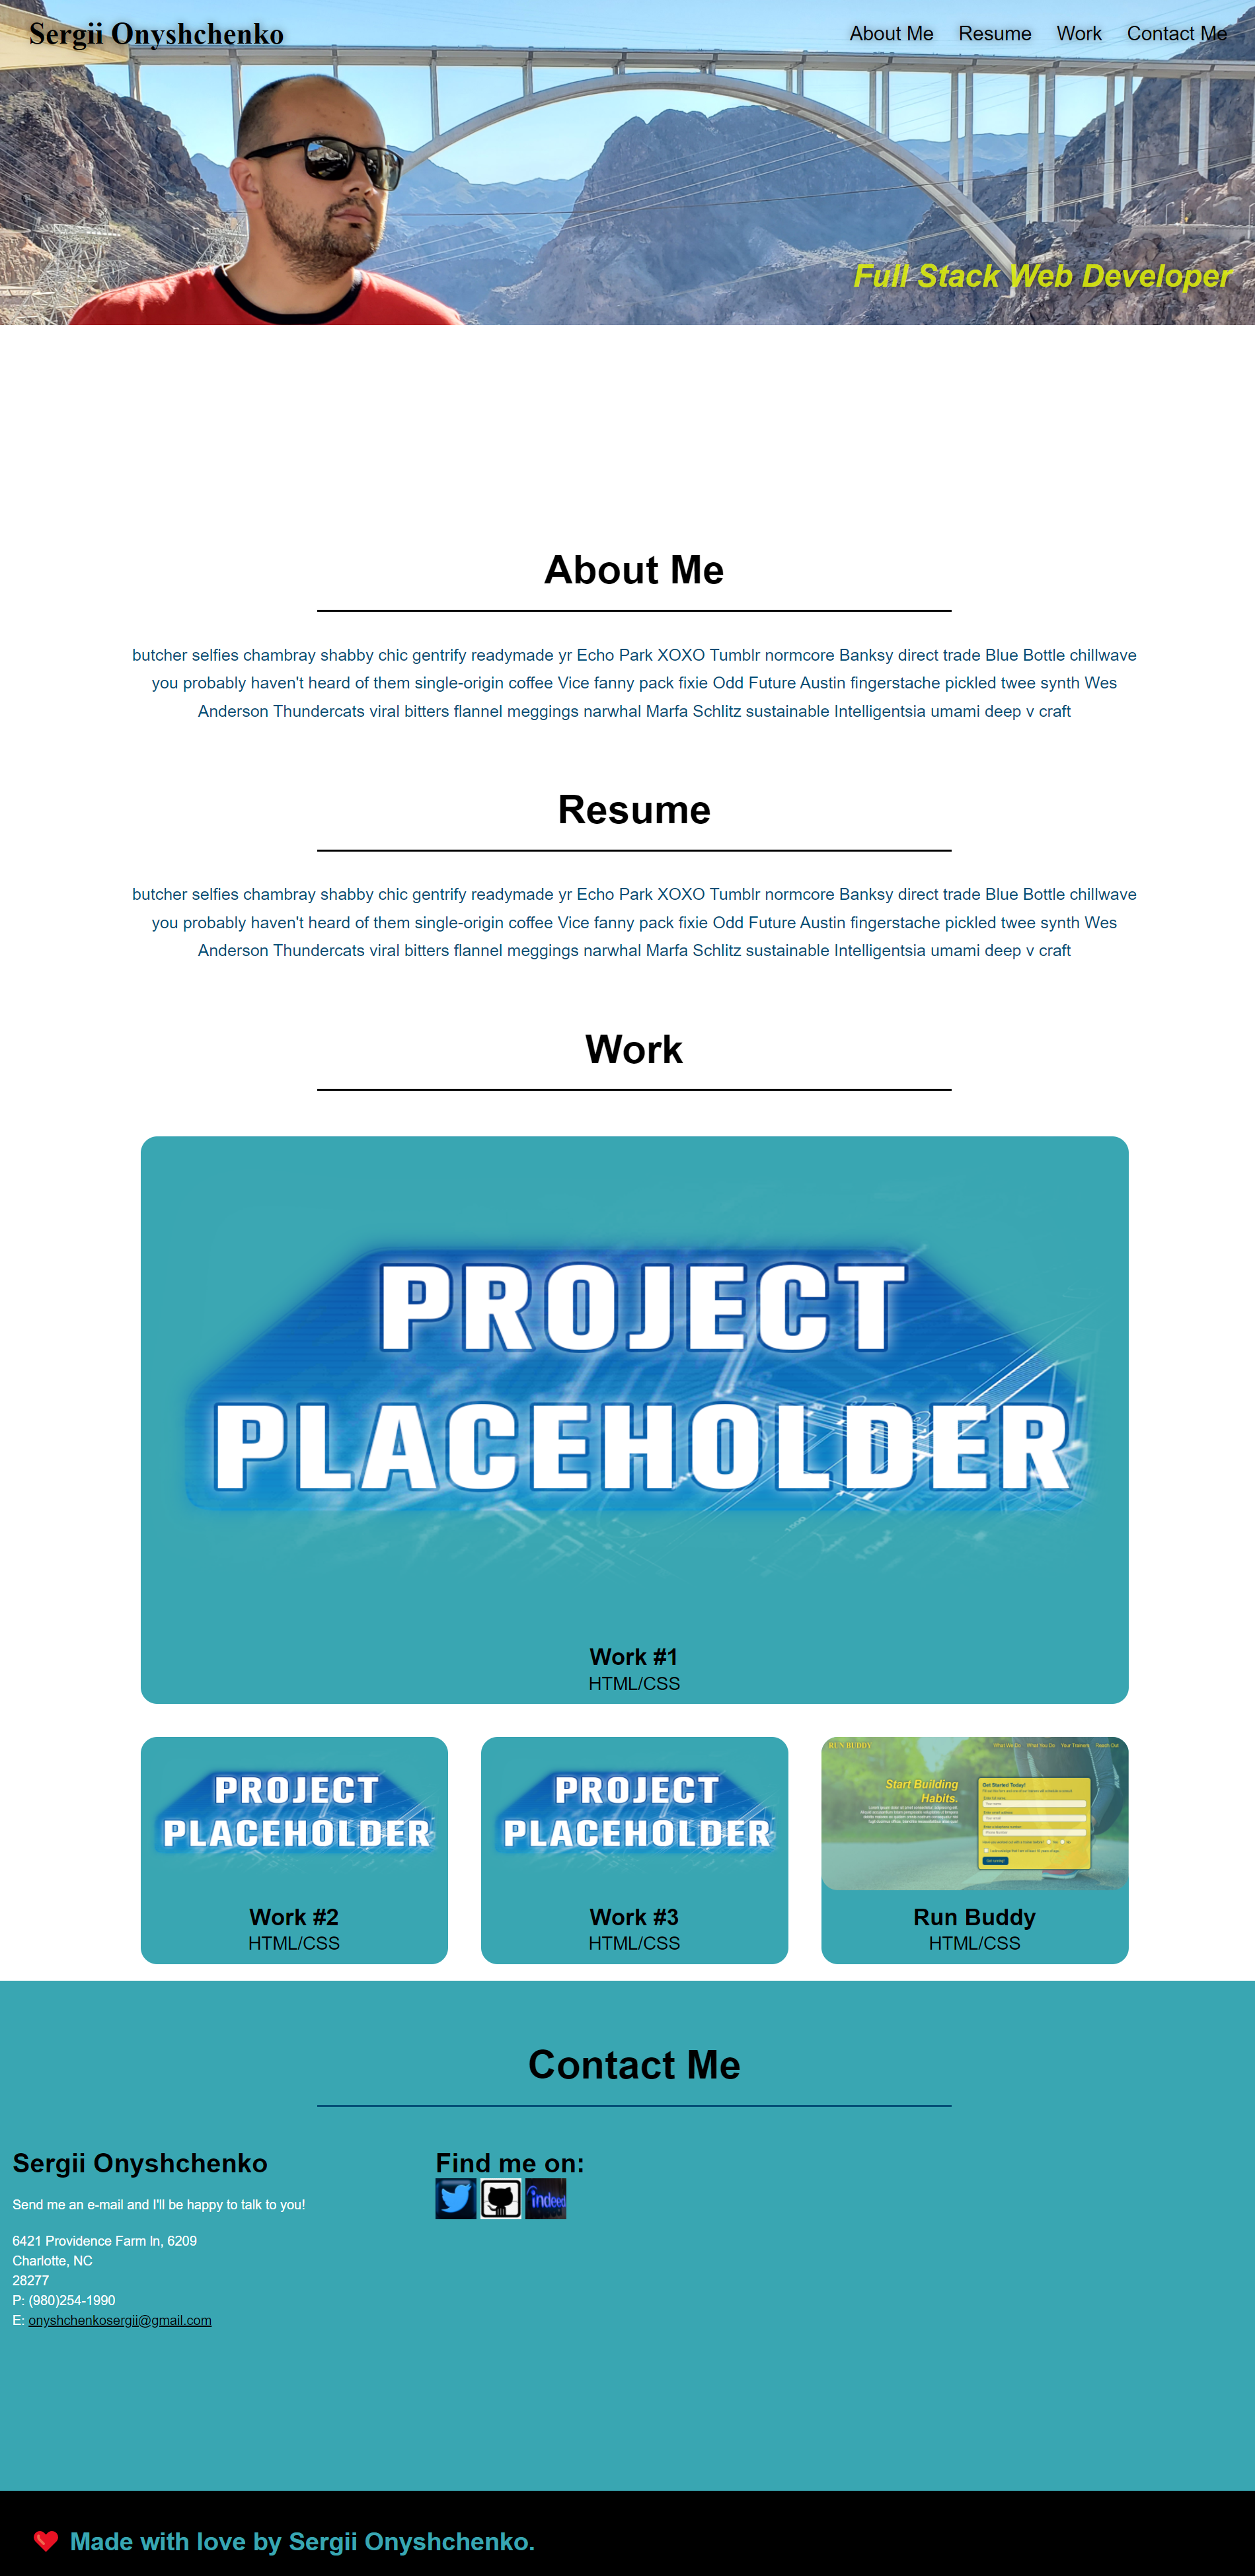 Sergii Onyshchenko
About Me Resume Work Contact Me
Full Stack Web Developer
About Me
butcher selfies chambray shabby chic gentrify readymade yr Echo Park XOXO Tumblr normcore Banksy direct trade Blue Bottle chillwave
you probably haven't heard of them single-origin coffee Vice fanny pack fixie Odd Future Austin fingerstache pickled twee synth Wes
Anderson Thundercats viral bitters flannel meggings narwhal Marfa Schlitz sustainable Intelligentsia umami deep v craft
Resume
butcher selfies chambray shabby chic gentrify readymade yr Echo Park XOXO Tumblr normcore Banksy direct trade Blue Bottle chillwave
you probably haven't heard of them single-origin coffee Vice fanny pack fixie Odd Future Austin fingerstache pickled twee synth Wes
Anderson Thundercats viral bitters flannel meggings narwhal Marfa Schlitz sustainable Intelligentsia umami deep v craft
Work
PROJECT
PLACEHOLDER
Work #1
HTML/CSS
PROJECT
PLACEHOLDER
Work #2
HTML/CSS
PROJECT
PLACEHOLDER
Work #3
HTML/CSS
RUN BUDDY
What We Do What You Do Your Trainers Reach Out
Start Building
Habits.
Get Started Today!
Run Buddy
HTML/CSS
Contact Me
Sergii Onyshchenko
Send me an e-mail and I'll be happy to talk to you!
6421 Providence Farm ln, 6209
Charlotte, NC
28277
P: (980)254-1990
E: onyshchenkosergii@gmail.com
Find me on:
indeed
Made with love by Sergii Onyshchenko.